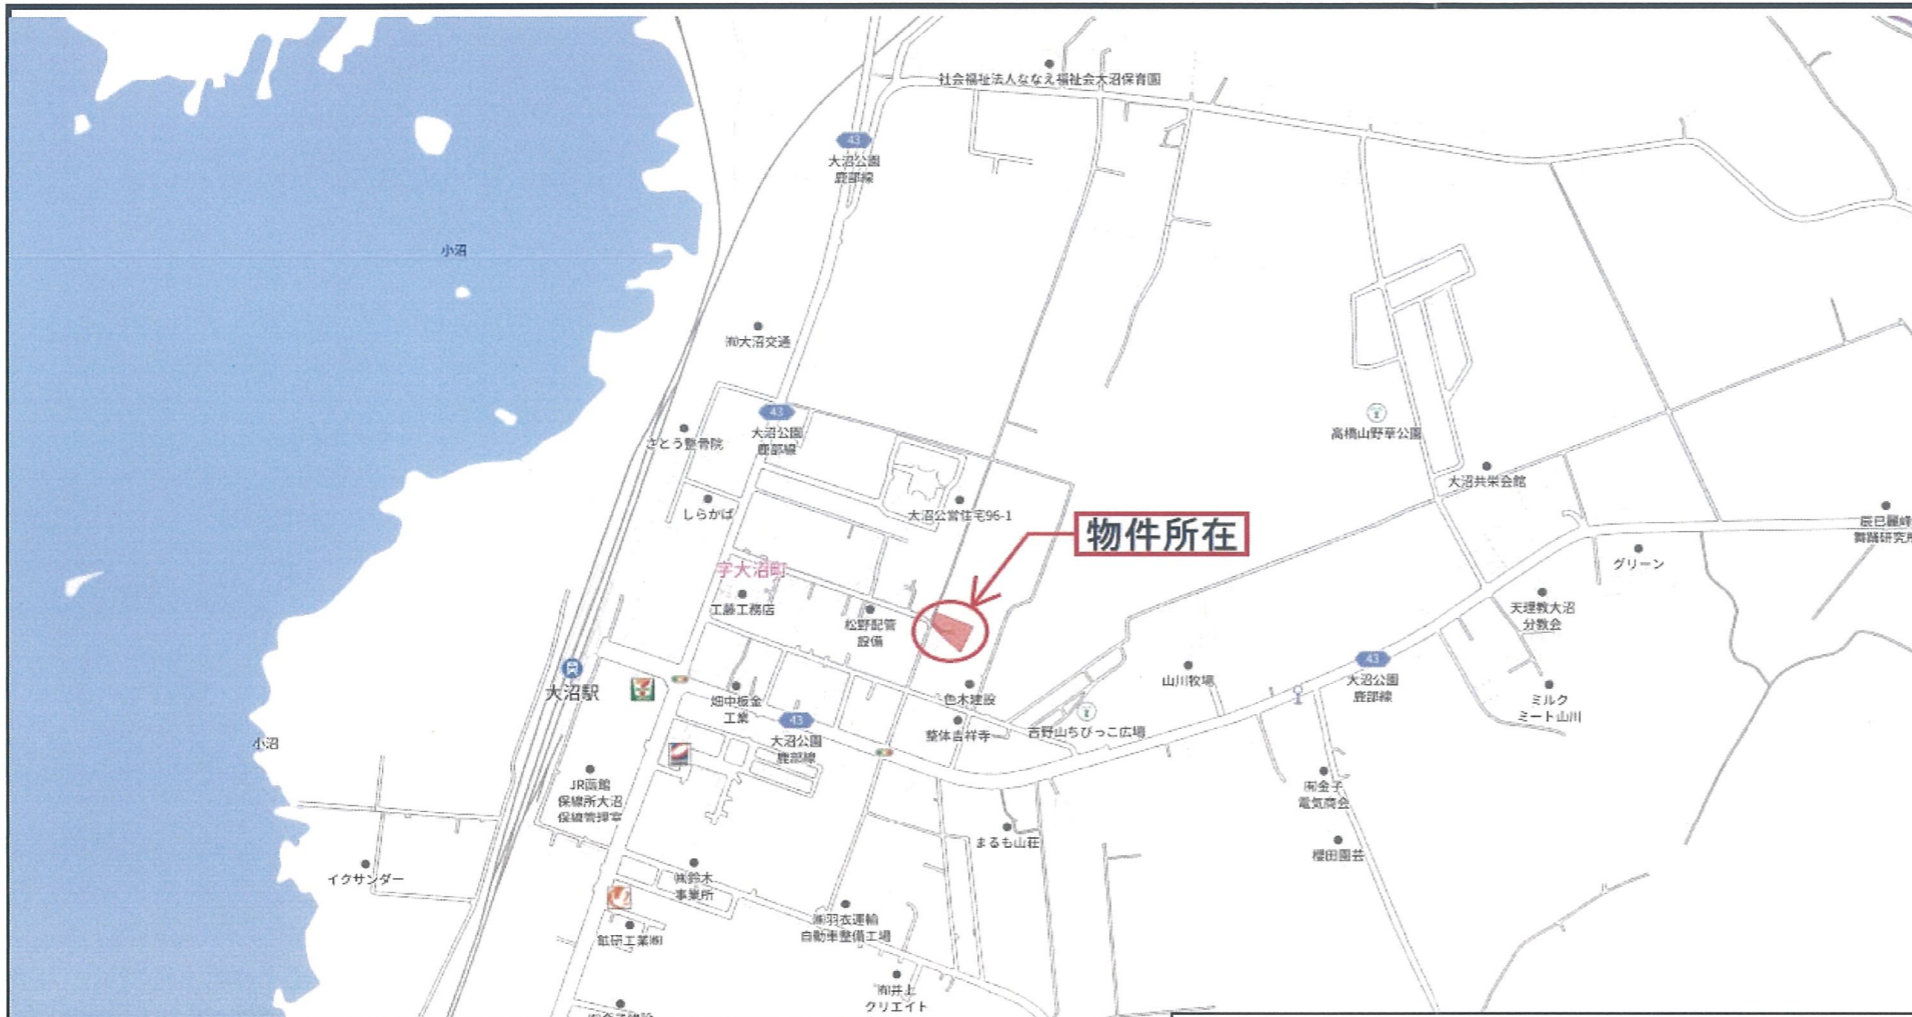 社会福祉法人ななえ福祉会大沼保育園
43
大沼公園
鹿部線
小沼
㈲大沼交通
43
大沼公園
鹿部線
さとう整骨院
高橋山野草公園
大沼共栄会館
しらかば
大沼公営住宅96-1
物件所在
辰巳麗峰
舞踊研究所
グリーン
字大沼町
工藤工務店
松野配管
設備
天理教大沼
分教会
大沼駅
畑中板金
工業
色木建設
山川牧場
43
大沼公園
鹿部線
ミルク
ミート山川
43
大沼公園
鹿部線
整体吉祥寺
吉野山ちびっこ広場
小沼
JR函館
保線所大沼
保線管理室
㈲金子
電気商会
まるも山荘
櫻田園芸
イクサンダー
㈱鈴木
事業所
㈱羽衣運輸
自動車整備工場
鉱研工業㈱
㈲井上
クリエイト